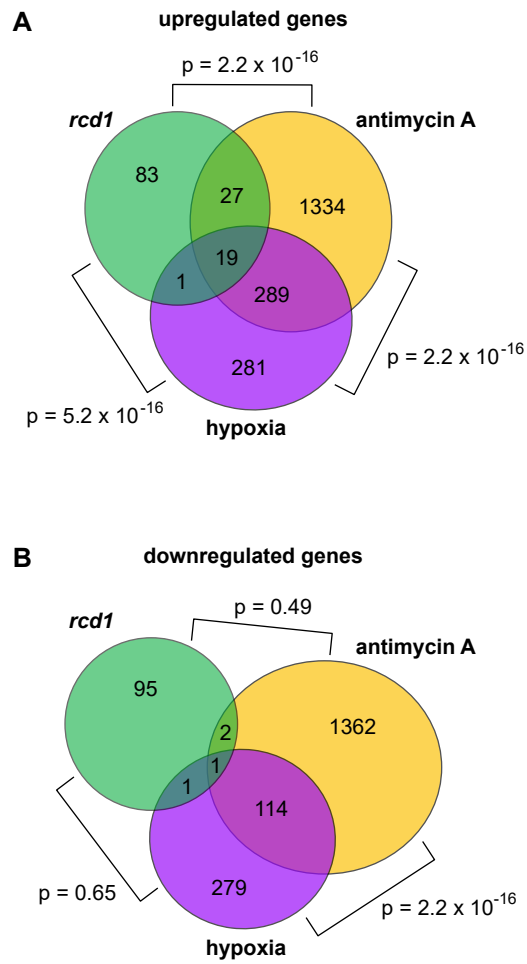 A
upregulated genes
p = 2.2 x 10⁻¹⁶
rcd1
antimycin A
83
27
1334
19
1
289
281
p = 2.2 x 10⁻¹⁶
p = 5.2 x 10⁻¹⁶
hypoxia
B
downregulated genes
p = 0.49
rcd1
antimycin A
95
2
1362
1
1
114
279
p = 0.65
p = 2.2 x 10⁻¹⁶
hypoxia